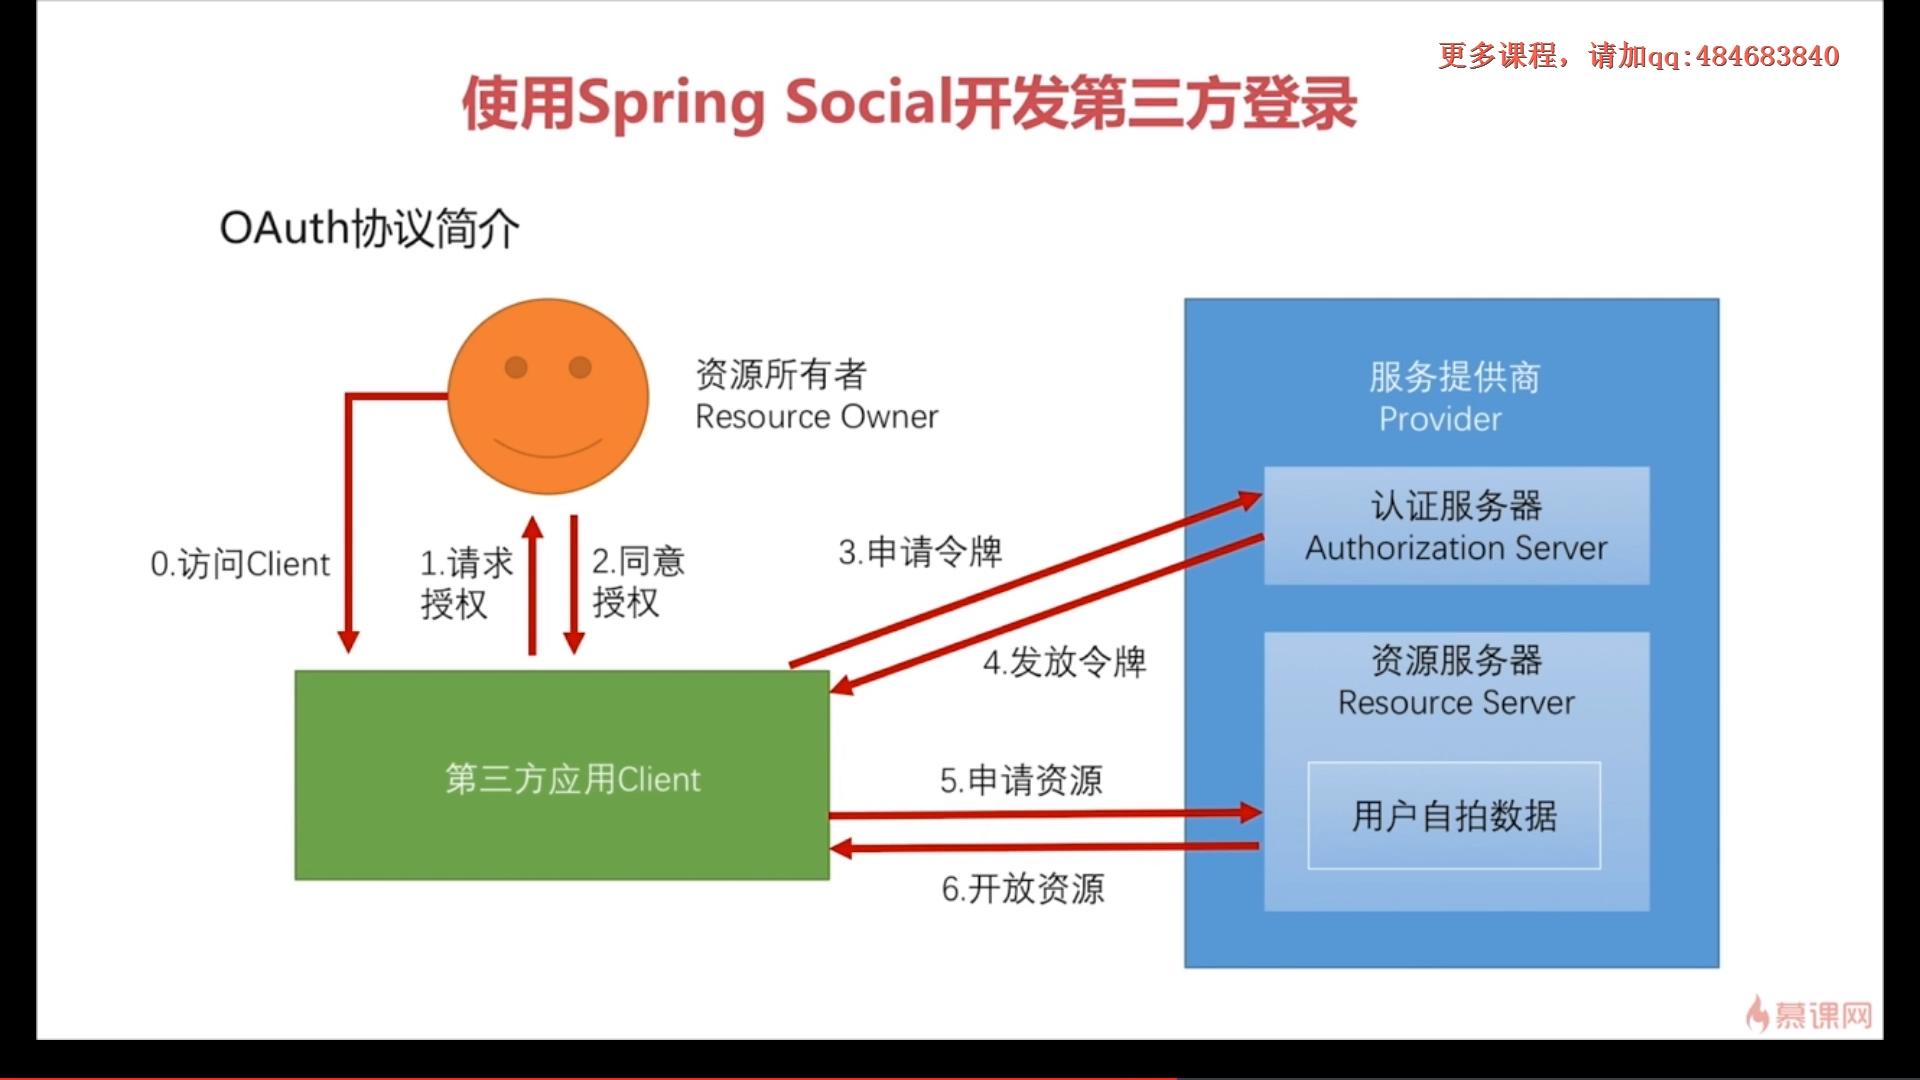 更多课程，请加qq:484683840
使用Spring Social开发第三方登录
OAuth协议简介
资源所有者
Resource Owner
服务提供商
Provider
认证服务器
Authorization Server
0.访问Client
1.请求
授权
2.同意
授权
3.申请令牌
4.发放令牌
资源服务器
Resource Server
第三方应用Client
5.申请资源
用户自拍数据
6.开放资源
慕课网